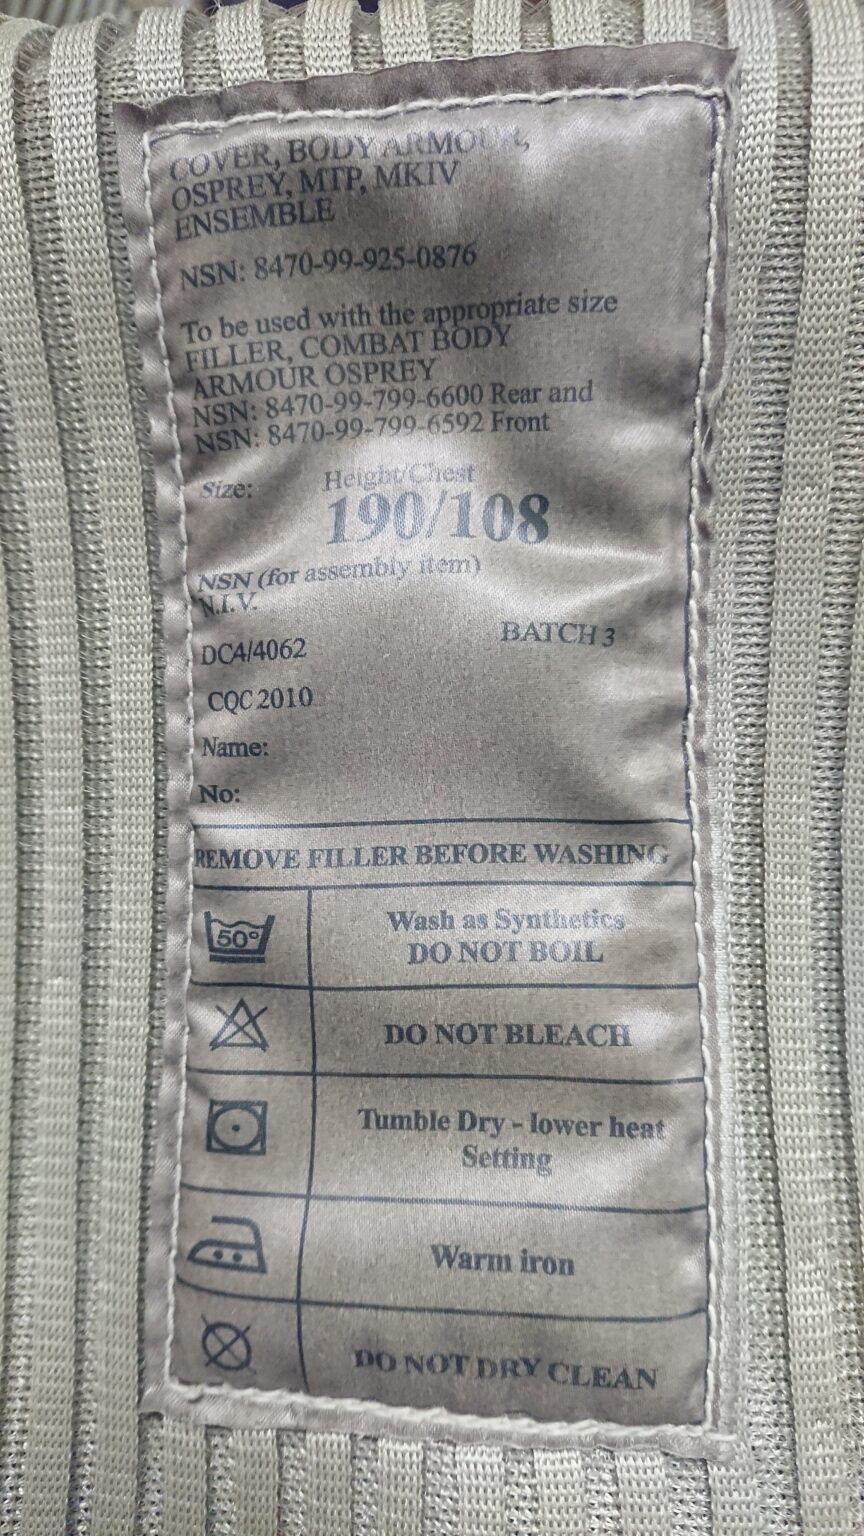 COVER, BODY ARMOUR,
OSPREY, MTP, MKIV
ENSEMBLE
NSN: 8470-99-925-0876
To be used with the appropriate size
FILLER, COMBAT BODY
ARMOUR OSPREY
NSN: 8470-99-799-6600 Rear and
NSN: 8470-99-799-6592 Front
Size: Height/Chest
190/108
NSN (for assembly item)
N.I.V.
BATCH 3
DC4/4062
CQC 2010
Name:
No:
REMOVE FILLER BEFORE WASHING
50° Wash as Synthetics
DO NOT BOIL
DO NOT BLEACH
Tumble Dry - lower heat
Setting
Warm iron
DO NOT DRY CLEAN